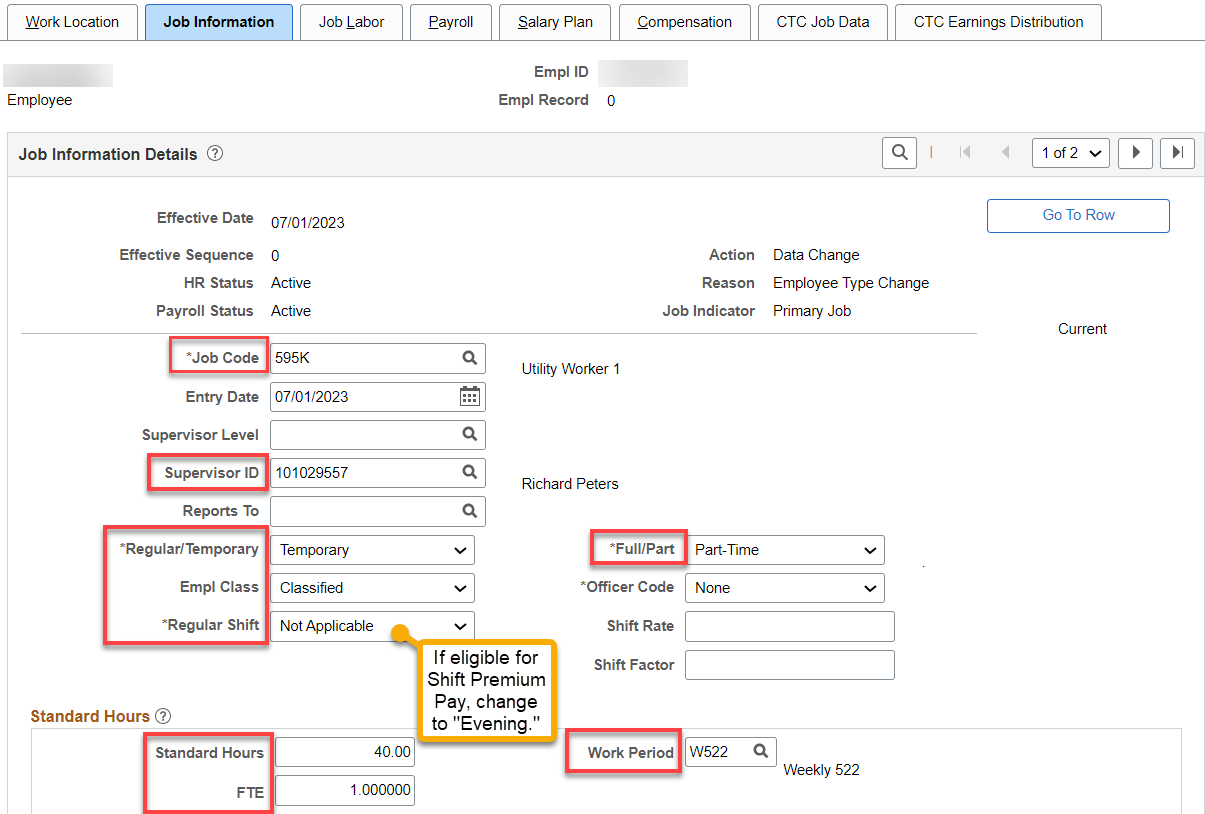 Work Location Job Information Job Labor Payroll Salary Plan Compensation CTC Job Data CTC Earnings Distribution
Empl ID
Employee Empl Record 0
Job Information Details ? | 1 of 2
Effective Date 07/01/2023 Go To Row
Effective Sequence 0 Action Data Change
HR Status Active Reason Employee Type Change
Payroll Status Active Job Indicator Primary Job
Current
*Job Code 595K Utility Worker 1
Entry Date 07/01/2023
Supervisor Level
Supervisor ID 101029557 Richard Peters
Reports To
*Regular/Temporary Temporary *Full/Part Part-Time
Empl Class Classified *Officer Code None
*Regular Shift Not Applicable Shift Rate
Shift Factor
If eligible for
Shift Premium
Pay, change
to "Evening."
Standard Hours ?
Standard Hours 40.00 Work Period W522 Weekly 522
FTE 1.000000